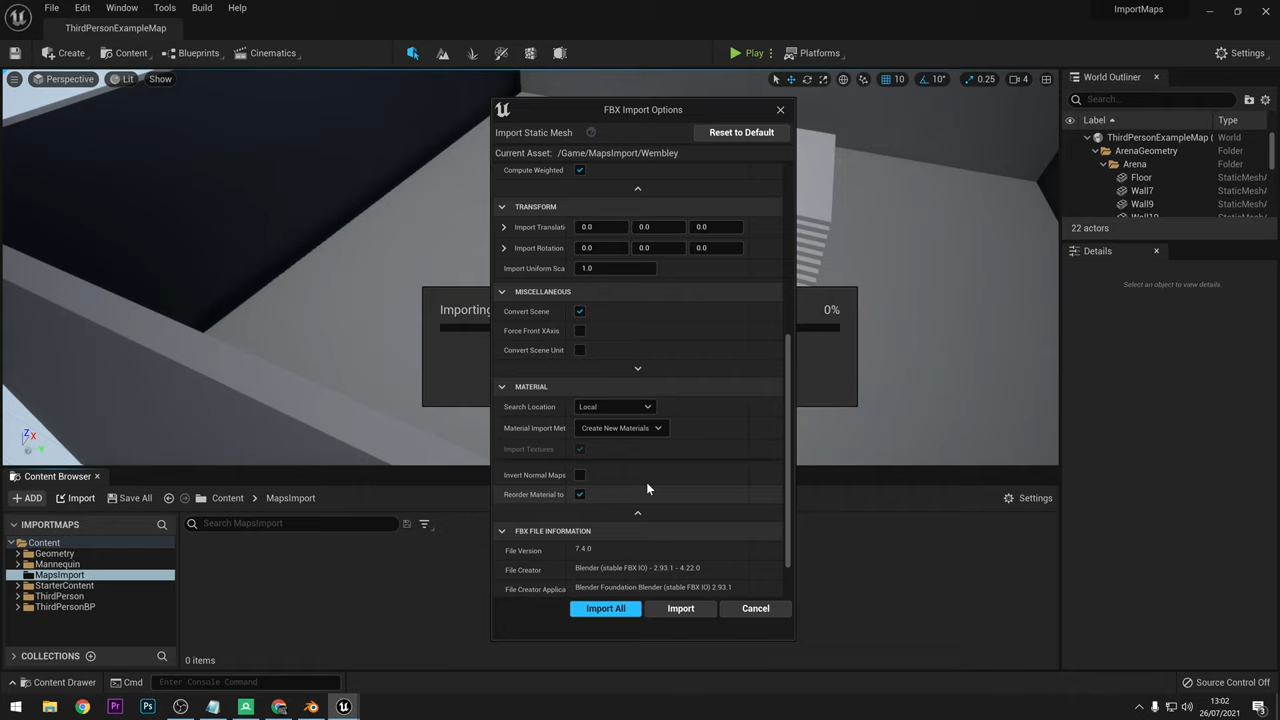 File Edit Window Tools Build Help
ImportMaps
ThirdPersonExampleMap
Create Content Blueprints Cinematics Play Platforms Settings
Perspective Lit Show 10 10° 0.25 4
World Outliner
Search...
Label Type
ThirdPersonExampleMap ( World
ArenaGeometry Folder
Arena Folder
Floor StaticMesh
Wall7 StaticMesh
Wall9 StaticMesh
22 actors
Details
Select an object to view details.
Importing 0%
FBX Import Options
Import Static Mesh Reset to Default
Current Asset: /Game/MapsImport/Wembley
Compute Weighted
TRANSFORM
Import Translati 0.0 0.0 0.0
Import Rotation 0.0 0.0 0.0
Import Uniform Sca 1.0
MISCELLANEOUS
Convert Scene
Force Front XAxis
Convert Scene Unit
MATERIAL
Search Location Local
Material Import Met Create New Materials
Import Textures
Invert Normal Maps
Reorder Material to
FBX FILE INFORMATION
File Version 7.4.0
File Creator Blender (stable FBX IO) - 2.93.1 - 4.22.0
File Creator Applica Blender Foundation Blender (stable FBX IO) 2.93.1
Import All Import Cancel
Z X Y
Content Browser
ADD Import Save All Content MapsImport Settings
IMPORTMAPS
Search MapsImport
Content
Geometry
Mannequin
MapsImport
StarterContent
ThirdPerson
ThirdPersonBP
COLLECTIONS
0 items
Content Drawer Cmd Enter Console Command Source Control Off
Pr Ps
13:02
26/07/2021